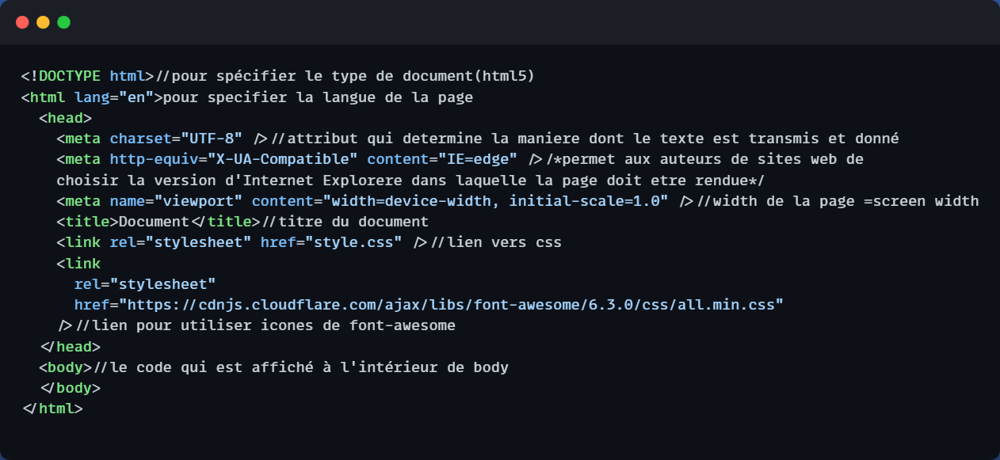 <!DOCTYPE html>//pour spécifier le type de document(html5)
<html lang="en">pour specifier la langue de la page
  <head>
    <meta charset="UTF-8" />//attribut qui determine la maniere dont le texte est transmis et donné
    <meta http-equiv="X-UA-Compatible" content="IE=edge" />/*permet aux auteurs de sites web de
    choisir la version d'Internet Explorere dans laquelle la page doit etre rendue*/
    <meta name="viewport" content="width=device-width, initial-scale=1.0" />//width de la page =screen width
    <title>Document</title>//titre du document
    <link rel="stylesheet" href="style.css" />//lien vers css
    <link
      rel="stylesheet"
      href="https://cdnjs.cloudflare.com/ajax/libs/font-awesome/6.3.0/css/all.min.css"
    />//lien pour utiliser icones de font-awesome
  </head>
  <body>//le code qui est affiché à l'intérieur de body
  </body>
</html>